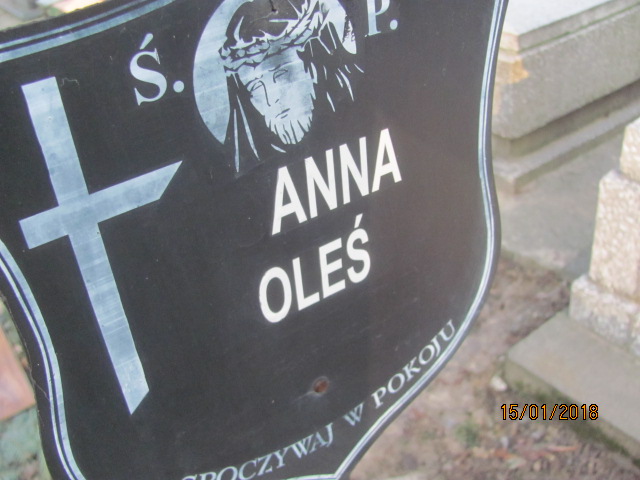 Ś. P.
ANNA
OLEŚ
SPOCZYWAJ W POKOJU
15/01/2018